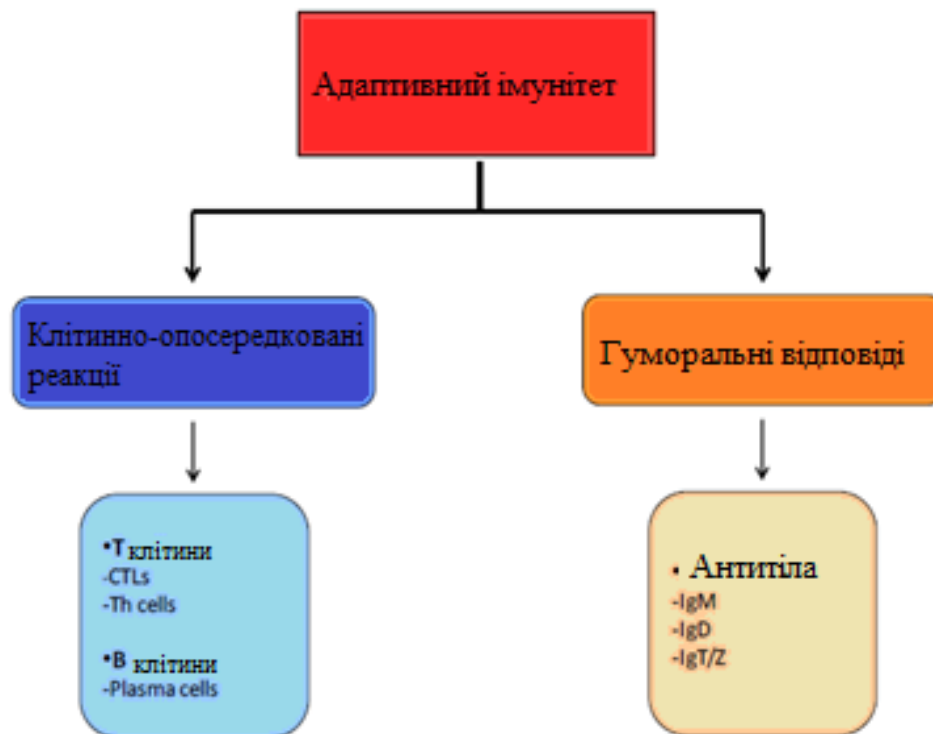 Адаптивний імунітет
Клітинно-опосередковані
реакції
Гуморальні відповіді
•Т клітини
-CTLs
-Th cells
•В клітини
-Plasma cells
• Антитіла
-IgM
-IgD
-IgT/Z